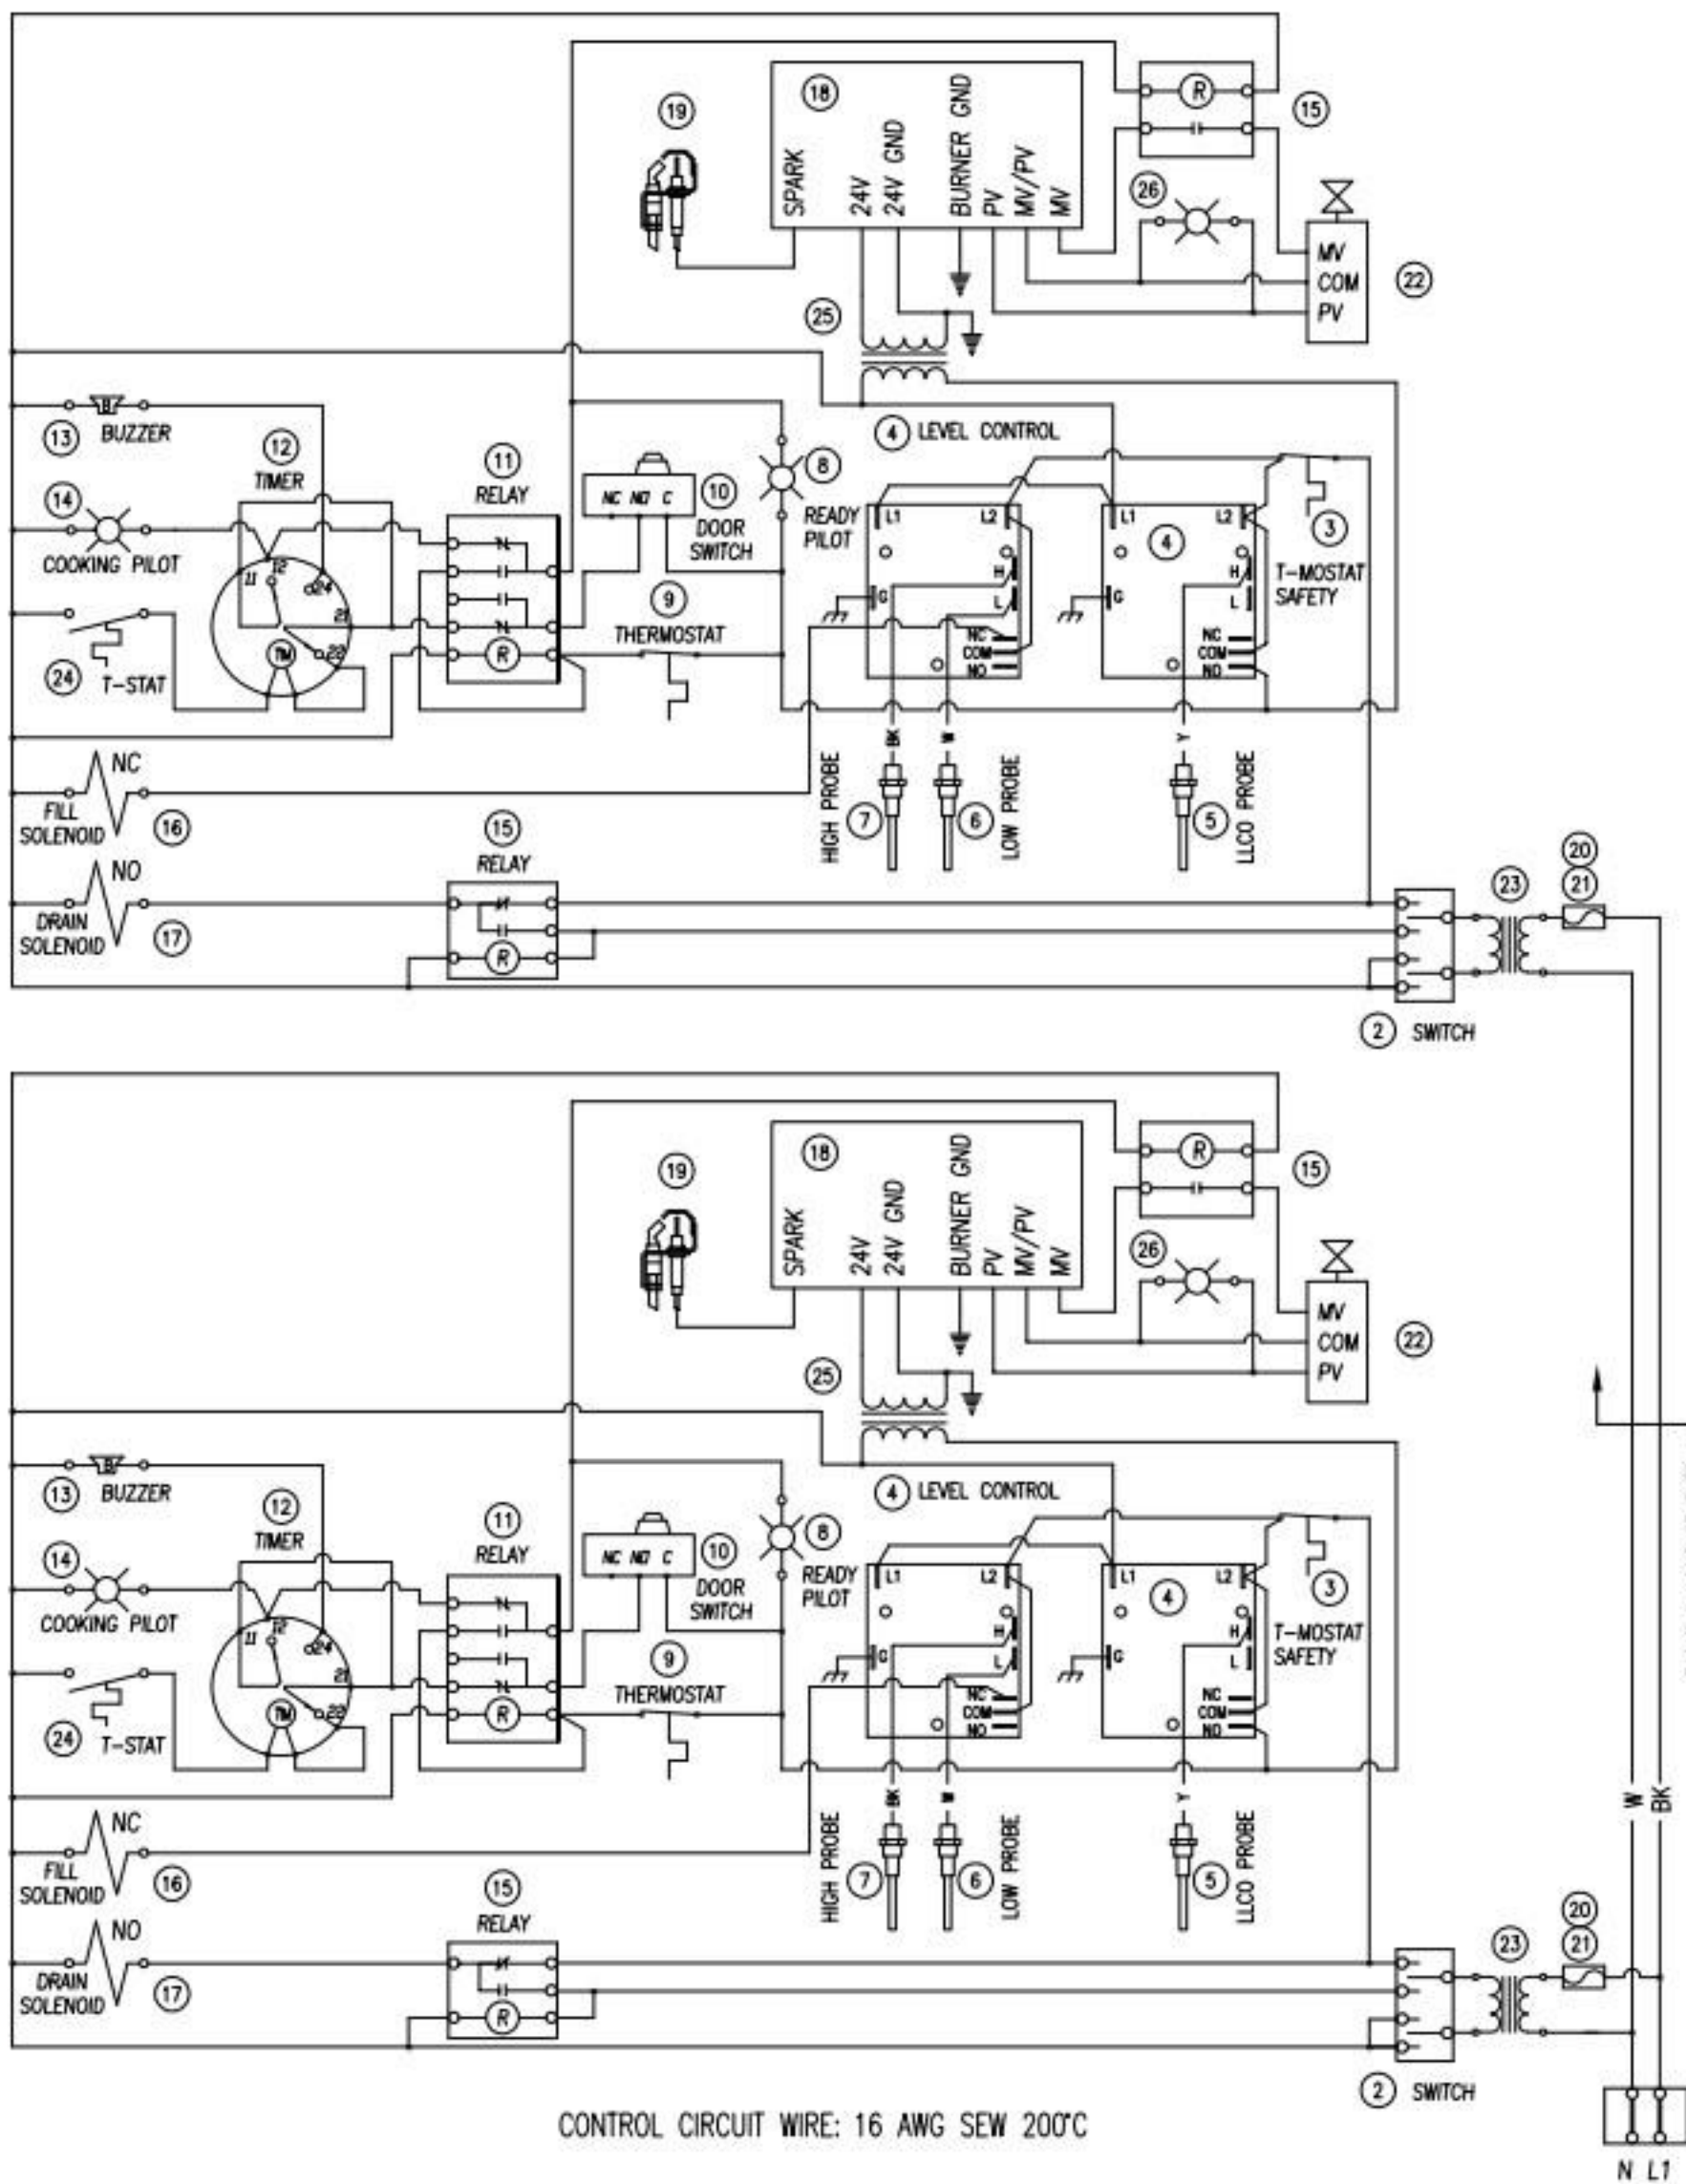 R
15
19
18
SPARK
24V
24V GND
BURNER GND
PV
MV/PV
MV
26
MV
COM
PV
22
25
B
13
BUZZER
12
TIMER
11
RELAY
NC NO C
10
DOOR
SWITCH
8
READY
PILOT
4 LEVEL CONTROL
14
COOKING PILOT
11
12
24
21
22
TM
R
24
T-STAT
9
THERMOSTAT
L1
L2
H
L
G
NC
COM
NO
L1
4
L2
H
L
G
NC
COM
NO
3
T-MOSTAT
SAFETY
NC
FILL
SOLENOID
16
HIGH PROBE
7
BK
W
6
LOW PROBE
Y
5
LLCO PROBE
NO
DRAIN
SOLENOID
17
15
RELAY
R
20
21
23
2 SWITCH
R
15
19
18
SPARK
24V
24V GND
BURNER GND
PV
MV/PV
MV
26
MV
COM
PV
22
25
B
13
BUZZER
12
TIMER
11
RELAY
NC NO C
10
DOOR
SWITCH
8
READY
PILOT
4 LEVEL CONTROL
14
COOKING PILOT
11
12
24
21
22
TM
R
24
T-STAT
9
THERMOSTAT
L1
L2
H
L
G
NC
COM
NO
L1
4
L2
H
L
G
NC
COM
NO
3
T-MOSTAT
SAFETY
NC
FILL
SOLENOID
16
HIGH PROBE
7
BK
W
6
LOW PROBE
Y
5
LLCO PROBE
W
BK
NO
DRAIN
SOLENOID
17
15
RELAY
R
20
21
23
2 SWITCH
CONTROL CIRCUIT WIRE: 16 AWG SEW 200°C
N L1